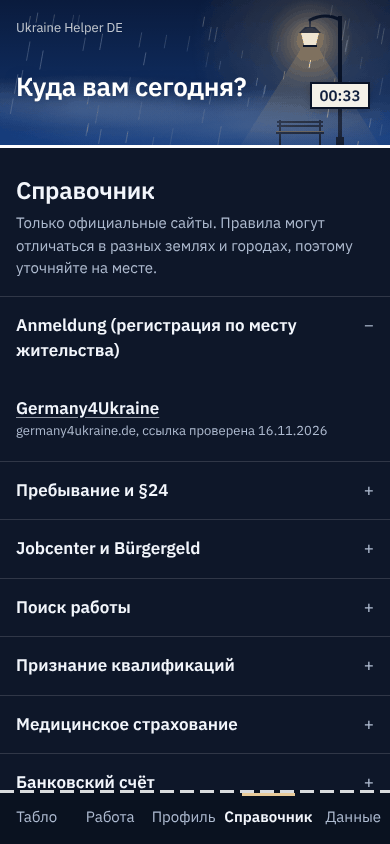 Ukraine Helper DE
Куда вам сегодня?
00:33
Справочник
Только официальные сайты. Правила могут
отличаться в разных землях и городах, поэтому
уточняйте на месте.
Anmeldung (регистрация по месту
жительства)
−
Germany4Ukraine
germany4ukraine.de, ссылка проверена 16.11.2026
Пребывание и §24
+
Jobcenter и Bürgergeld
+
Поиск работы
+
Признание квалификаций
+
Медицинское страхование
+
Банковский счёт
+
Табло Работа Профиль Справочник Данные